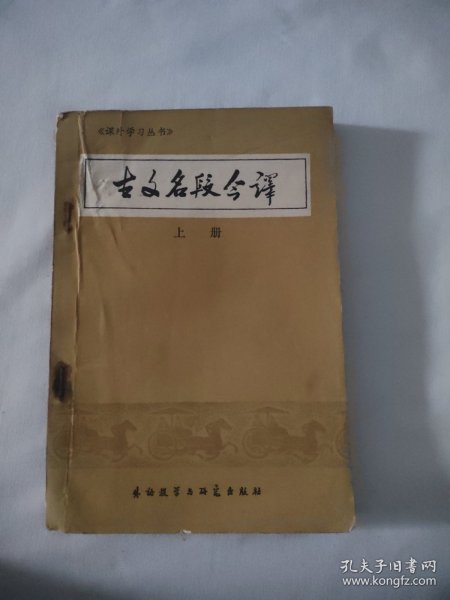 《课外学习丛书》
古文名段今譯
上 册
外语教学与研究出版社
孔夫子旧书网
www.kongfz.com